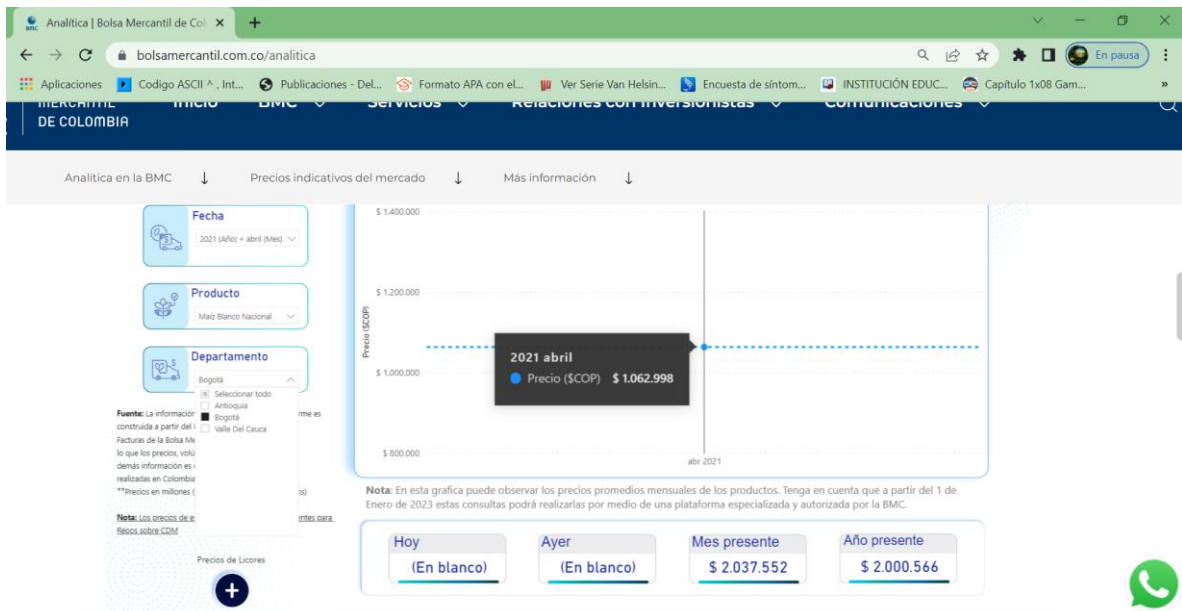 Analítica | Bolsa Mercantil de Col
bolsamercantil.com.co/analitica
En pausa
Aplicaciones
Codigo ASCII ^ , Int...
Publicaciones - Del...
Formato APA con el...
Ver Serie Van Helsin...
Encuesta de síntom...
INSTITUCIÓN EDUC...
Capítulo 1x08 Gam...
»
MERCANTIL
DE COLOMBIA
Inicio
BMC
Servicios
Relaciones con inversionistas
Comunicaciones
Analítica en la BMC
Precios indicativos del mercado
Más información
Fecha
2021 (Año) + abril (Mes)
Producto
Maíz Blanco Nacional
Departamento
Bogotá
Seleccionar todo
Antioquia
Bogotá
Valle Del Cauca
Fuente: La información
rme es
construida a partir del
Facturas de la Bolsa Me
lo que los precios, volú
demás información es
realizadas en Colombia
**Precios en millones (
os)
Nota: Los precios de e
entes para
Repos sobre CDM
Precios de Licores
+
$ 1.400.000
$ 1.200.000
$ 1.000.000
$ 800.000
Precio ($COP)
2021 abril
Precio ($COP) $ 1.062.998
abr 2021
Nota: En esta grafica puede observar los precios promedios mensuales de los productos. Tenga en cuenta que a partir del 1 de
Enero de 2023 estas consultas podrá realizarlas por medio de una plataforma especializada y autorizada por la BMC.
Hoy
(En blanco)
Ayer
(En blanco)
Mes presente
$ 2.037.552
Año presente
$ 2.000.566